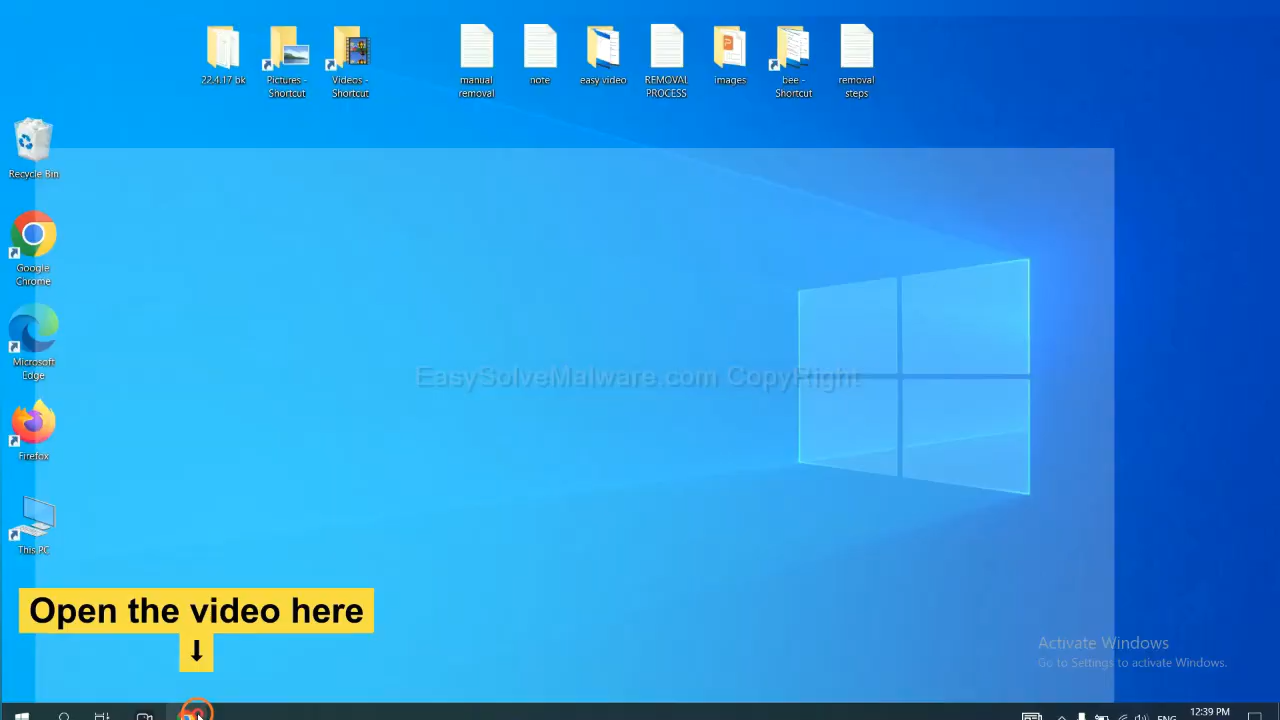 22.4.17 bk
Pictures -
Shortcut
Videos -
Shortcut
manual
removal
note
easy video
REMOVAL
PROCESS
images
bee -
Shortcut
removal
steps
Recycle Bin
Google
Chrome
Microsoft
Edge
EasySolveMalware.com CopyRight
Firefox
This PC
Open the video here
↓
Activate Windows
Go to Settings to activate Windows.
ENG
12:39 PM